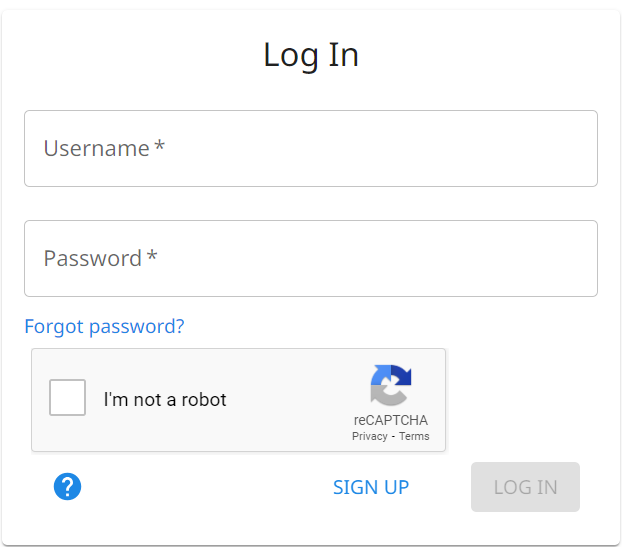 Log In
Username *
Password *
Forgot password?
I'm not a robot
reCAPTCHA
Privacy - Terms
?
SIGN UP
LOG IN